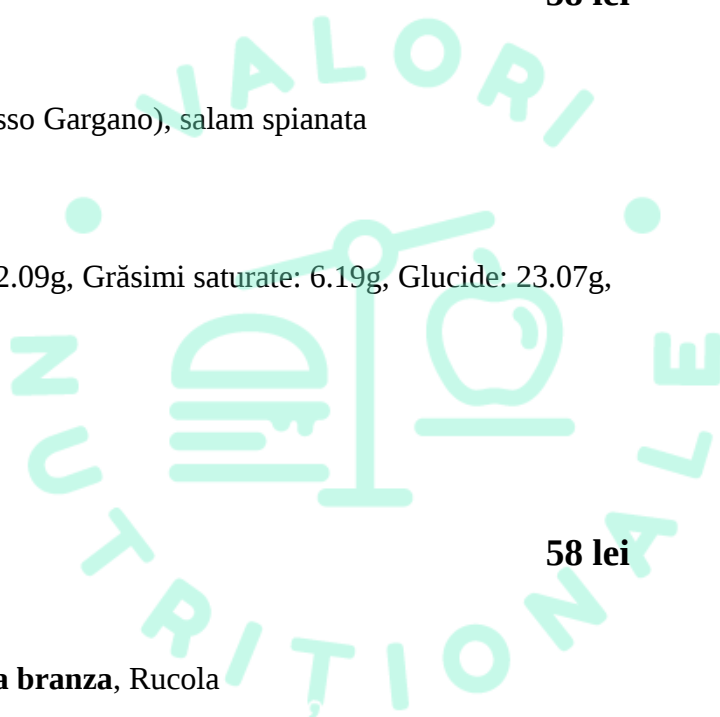 58 lei
VALORI
sso Gargano), salam spianata
2.09g, Grăsimi saturate: 6.19g, Glucide: 23.07g,
58 lei
a branza, Rucola
NUTRIȚIONALE